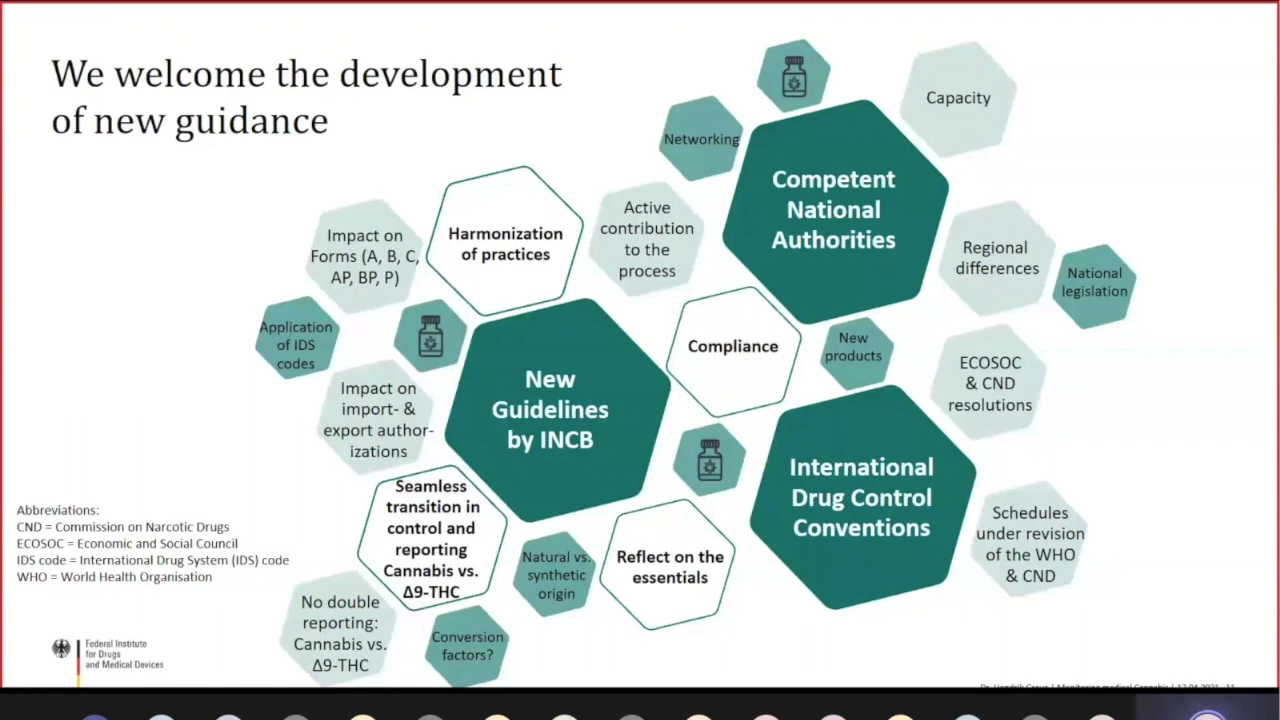 We welcome the development
of new guidance
Networking
Capacity
Competent
National
Authorities
Harmonization
of practices
Active
contribution
to the
process
Impact on
Forms (A, B, C,
AP, BP, P)
Regional
differences
National
legislation
Application
of IDS
codes
Compliance
New
products
ECOSOC
& CND
resolutions
New
Guidelines
by INCB
Impact on
import- &
export author-
izations
International
Drug Control
Conventions
Seamless
transition in
control and
reporting
Cannabis vs.
Δ9-THC
Natural vs.
synthetic
origin
Reflect on the
essentials
Schedules
under revision
of the WHO
& CND
No double
reporting:
Cannabis vs.
Δ9-THC
Conversion
factors?
Abbreviations:
CND = Commission on Narcotic Drugs
ECOSOC = Economic and Social Council
IDS code = International Drug System (IDS) code
WHO = World Health Organisation
Federal Institute
for Drugs
and Medical Devices